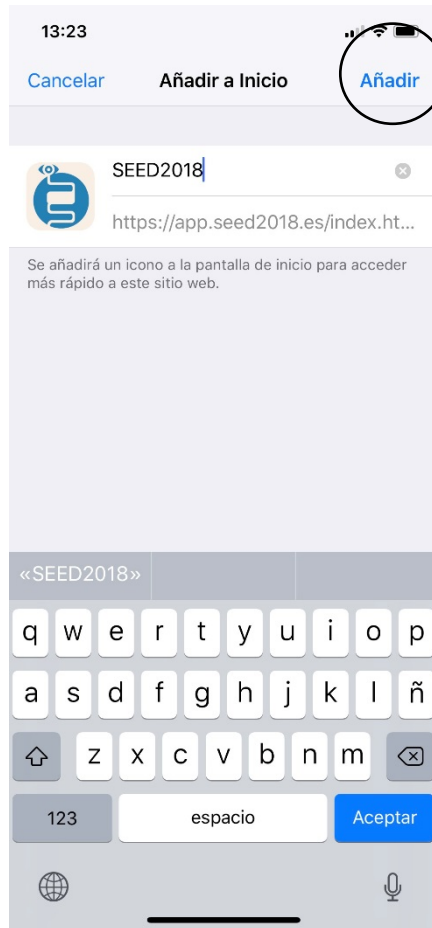 13:23
Cancelar Añadir a Inicio Añadir
SEED2018
https://app.seed2018.es/index.ht...
Se añadirá un icono a la pantalla de inicio para acceder
más rápido a este sitio web.
«SEED2018»
q w e r t y u i o p
a s d f g h j k l ñ
z x c v b n m
123 espacio Aceptar